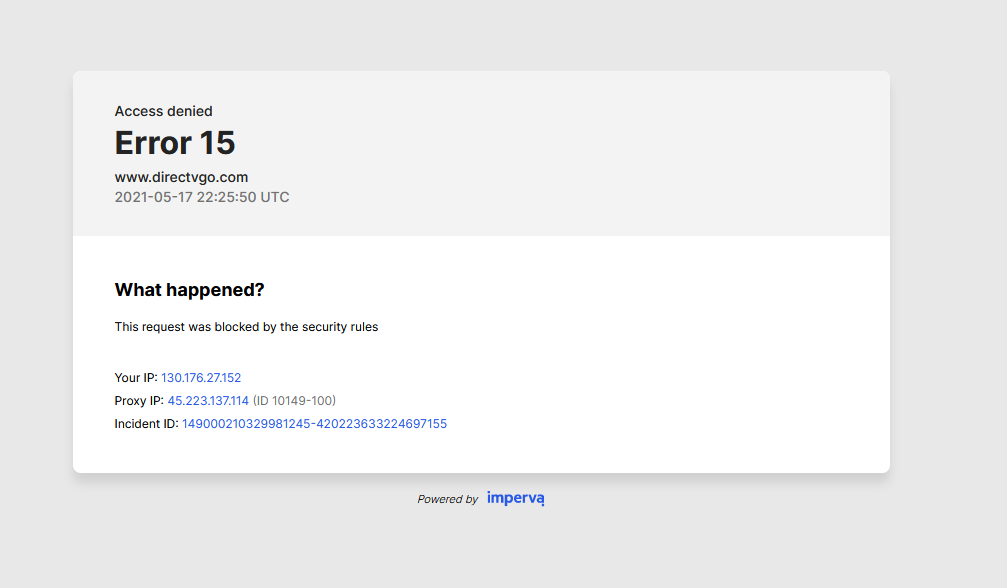 Access denied
Error 15
www.directvgo.com
2021-05-17 22:25:50 UTC
What happened?
This request was blocked by the security rules
Your IP: 130.176.27.152
Proxy IP: 45.223.137.114 (ID 10149-100)
Incident ID: 149000210329981245-420223633224697155
Powered by imperva